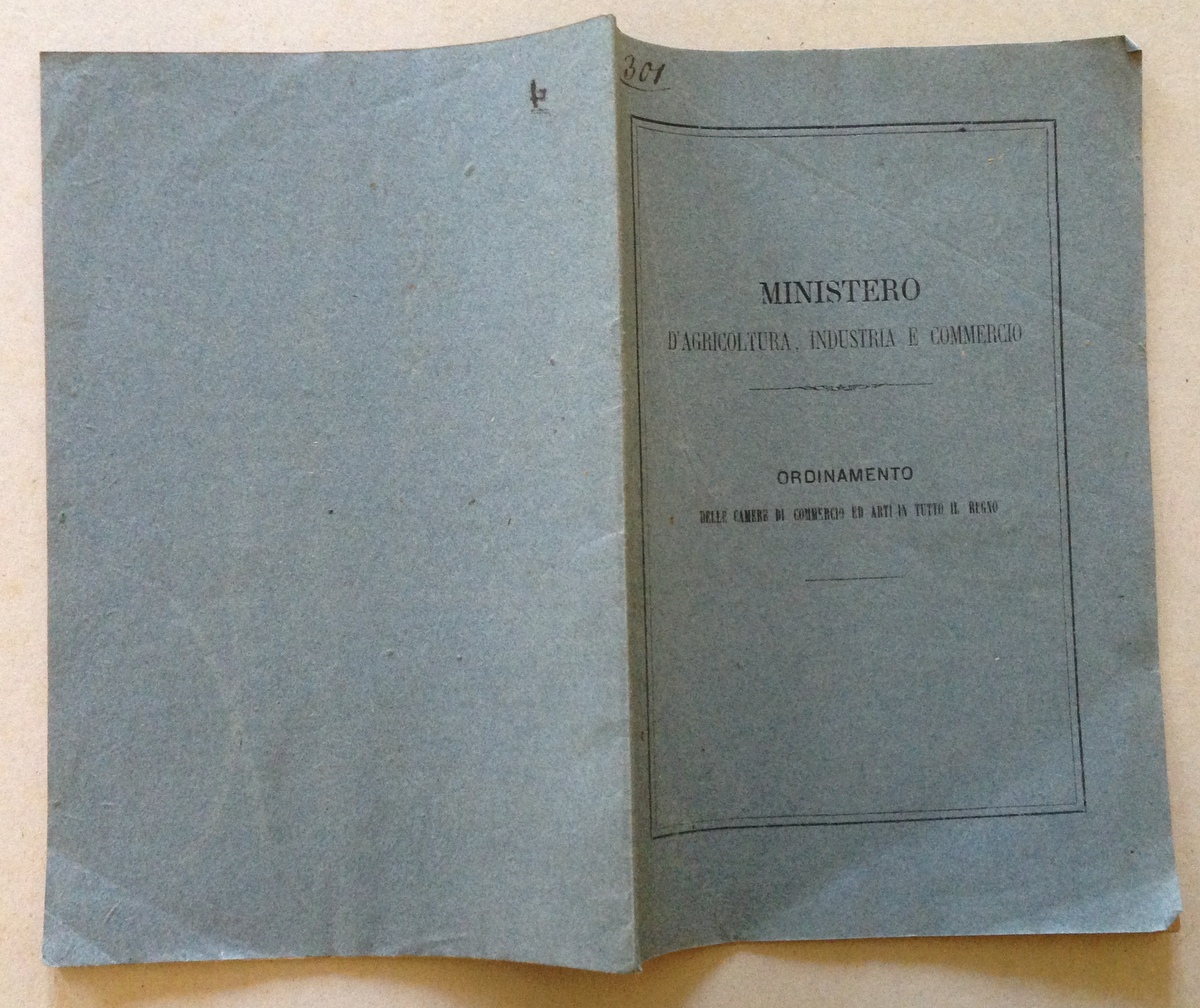 301
MINISTERO
D'AGRICOLTURA, INDUSTRIA E COMMERCIO
ORDINAMENTO
DELLE CAMERE DI COMMERCIO ED ARTI IN TUTTO IL REGNO